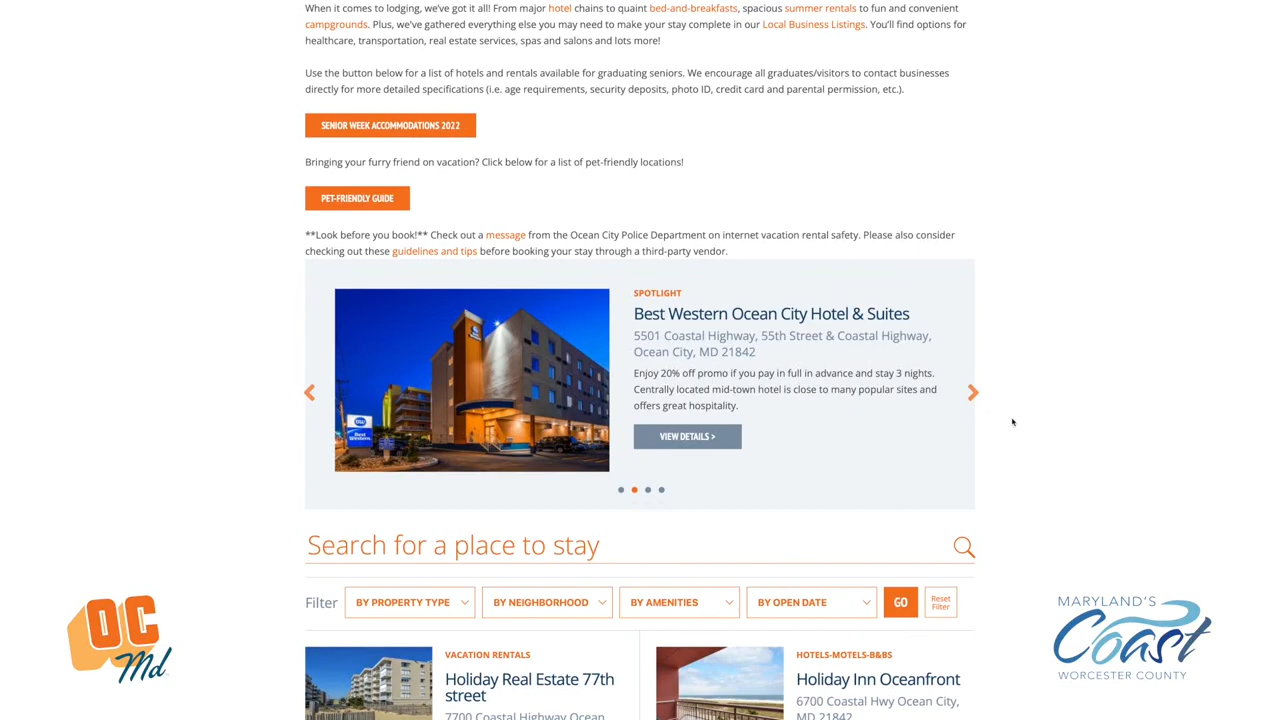 When it comes to lodging, we've got it all! From major hotel chains to quaint bed-and-breakfasts, spacious summer rentals to fun and convenient
campgrounds. Plus, we've gathered everything else you may need to make your stay complete in our Local Business Listings. You'll find options for
healthcare, transportation, real estate services, spas and salons and lots more!
Use the button below for a list of hotels and rentals available for graduating seniors. We encourage all graduates/visitors to contact businesses
directly for more detailed specifications (i.e. age requirements, security deposits, photo ID, credit card and parental permission, etc.).
SENIOR WEEK ACCOMMODATIONS 2022
Bringing your furry friend on vacation? Click below for a list of pet-friendly locations!
PET-FRIENDLY GUIDE
**Look before you book!** Check out a message from the Ocean City Police Department on internet vacation rental safety. Please also consider
checking out these guidelines and tips before booking your stay through a third-party vendor.
SPOTLIGHT
Best Western Ocean City Hotel & Suites
5501 Coastal Highway, 55th Street & Coastal Highway,
Ocean City, MD 21842
Enjoy 20% off promo if you pay in full in advance and stay 3 nights.
Centrally located mid-town hotel is close to many popular sites and
offers great hospitality.
VIEW DETAILS >
Best
Western
Search for a place to stay
Filter
BY PROPERTY TYPE
BY NEIGHBORHOOD
BY AMENITIES
BY OPEN DATE
GO
Reset
Filter
VACATION RENTALS
Holiday Real Estate 77th
street
7700 Coastal Highway Ocean
HOTELS-MOTELS-B&BS
Holiday Inn Oceanfront
6700 Coastal Hwy Ocean City,
MD 21842
OC
Md
MARYLAND'S
Coast
WORCESTER COUNTY